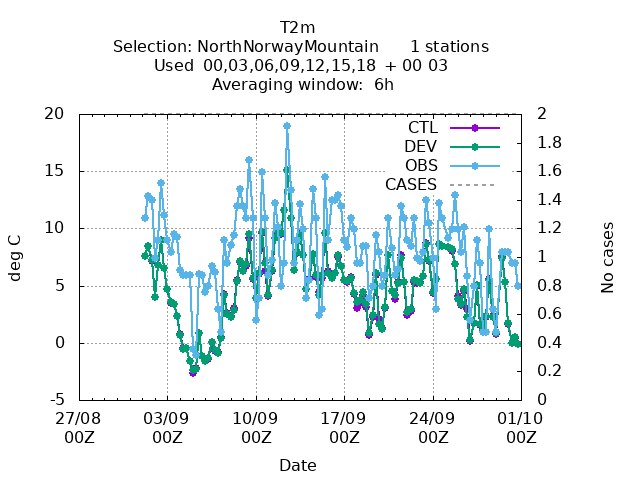 T2m
Selection: NorthNorwayMountain 1 stations
Used 00,03,06,09,12,15,18 + 00 03
Averaging window: 6h
20 2
CTL 1.8
DEV
15 OBS 1.6
CASES 1.4
10 1.2
deg C No cases
1
5 0.8
0.6
0 0.4
0.2
-5 0
27/08 03/09 10/09 17/09 24/09 01/10
00Z 00Z 00Z 00Z 00Z 00Z
Date